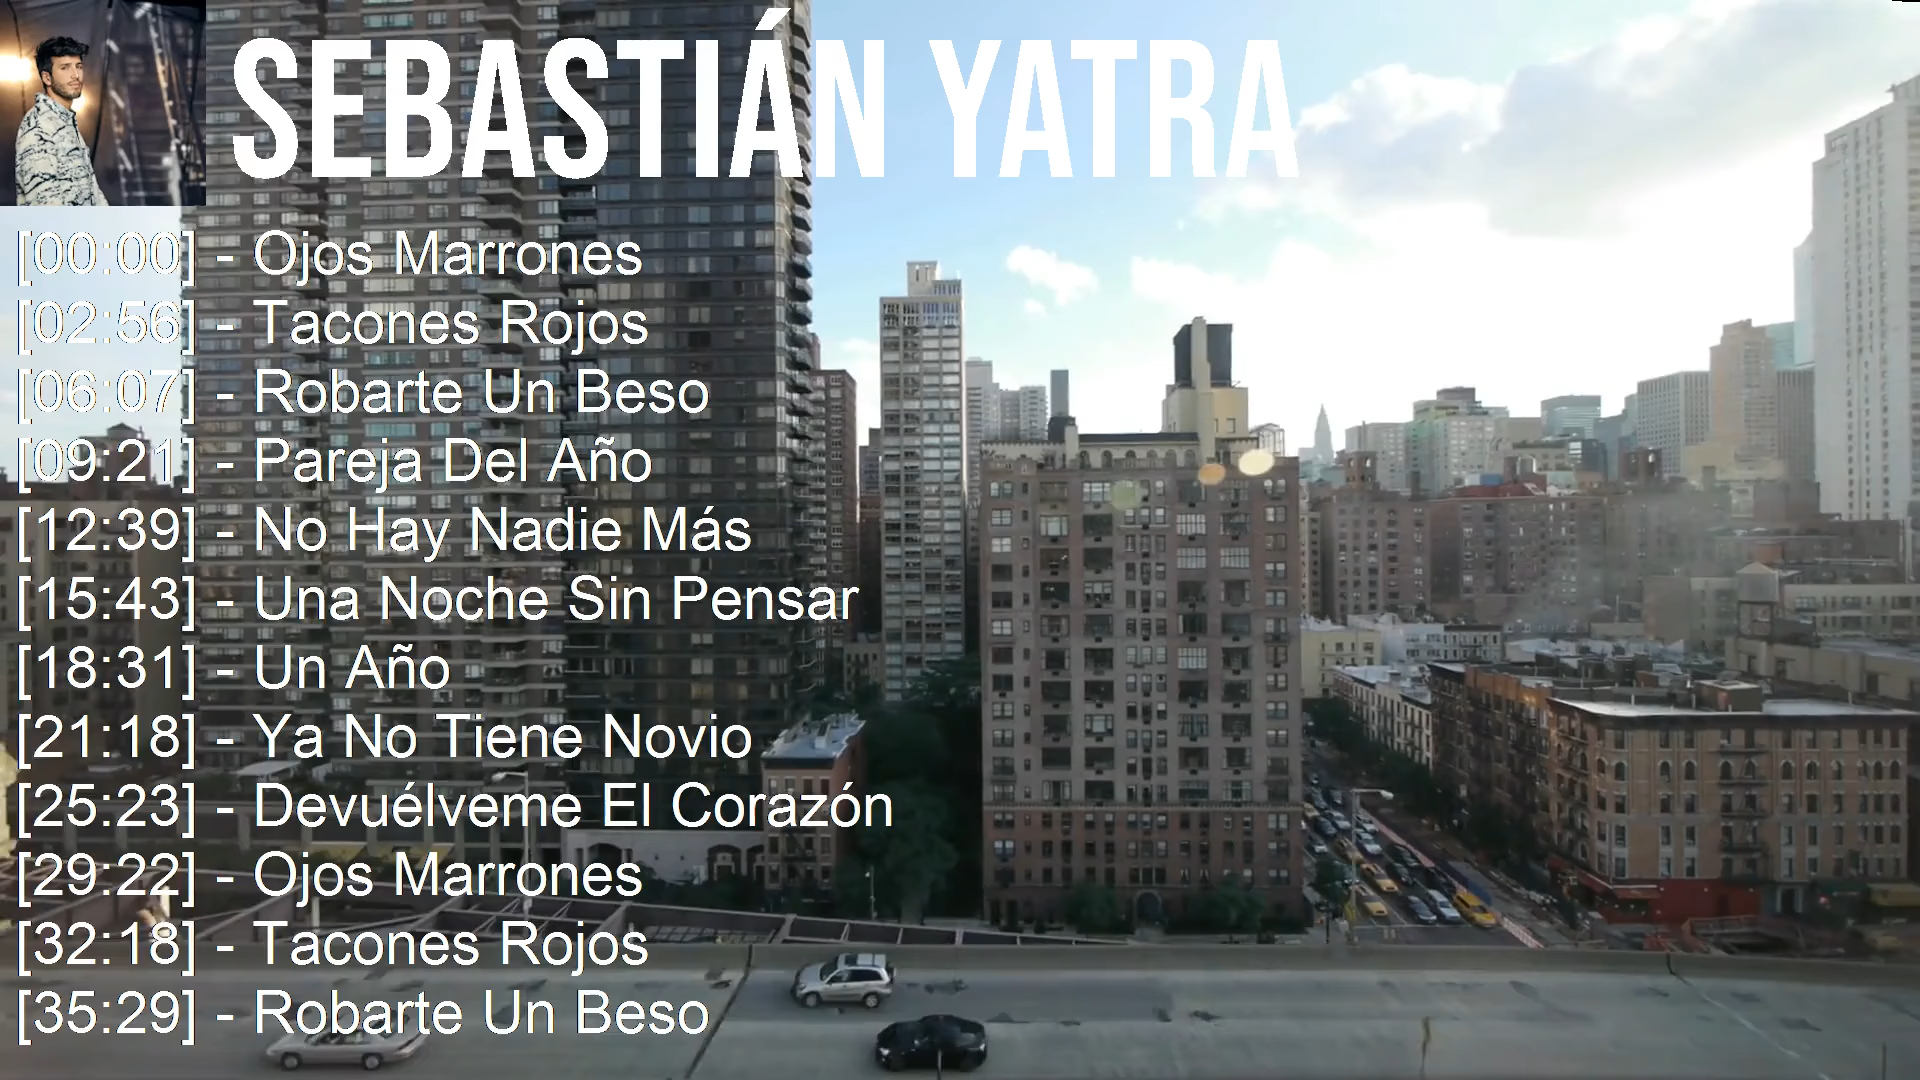 SEBASTIÁN YATRA
[00:00] - Ojos Marrones
[02:56] - Tacones Rojos
[06:07] - Robarte Un Beso
[09:21] - Pareja Del Año
[12:39] - No Hay Nadie Más
[15:43] - Una Noche Sin Pensar
[18:31] - Un Año
[21:18] - Ya No Tiene Novio
[25:23] - Devuélveme El Corazón
[29:22] - Ojos Marrones
[32:18] - Tacones Rojos
[35:29] - Robarte Un Beso